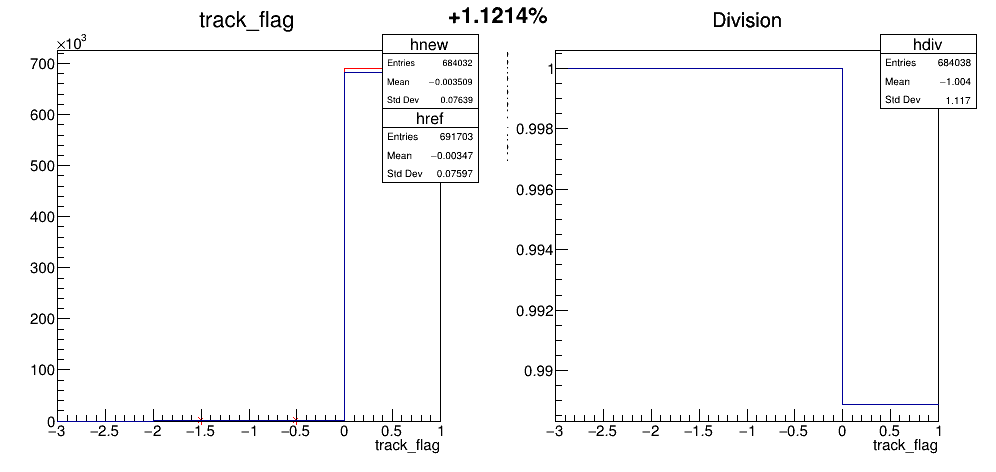 track_flag
+1.1214%
Division
×10³
hnew
Entries 684032
Mean −0.003509
Std Dev 0.07639
href
Entries 691703
Mean −0.00347
Std Dev 0.07597
700
600
500
400
300
200
100
0
−3 −2.5 −2 −1.5 −1 −0.5 0 0.5 1
track_flag
hdiv
Entries 684038
Mean −1.004
Std Dev 1.117
1
0.998
0.996
0.994
0.992
0.99
−3 −2.5 −2 −1.5 −1 −0.5 0 0.5 1
track_flag